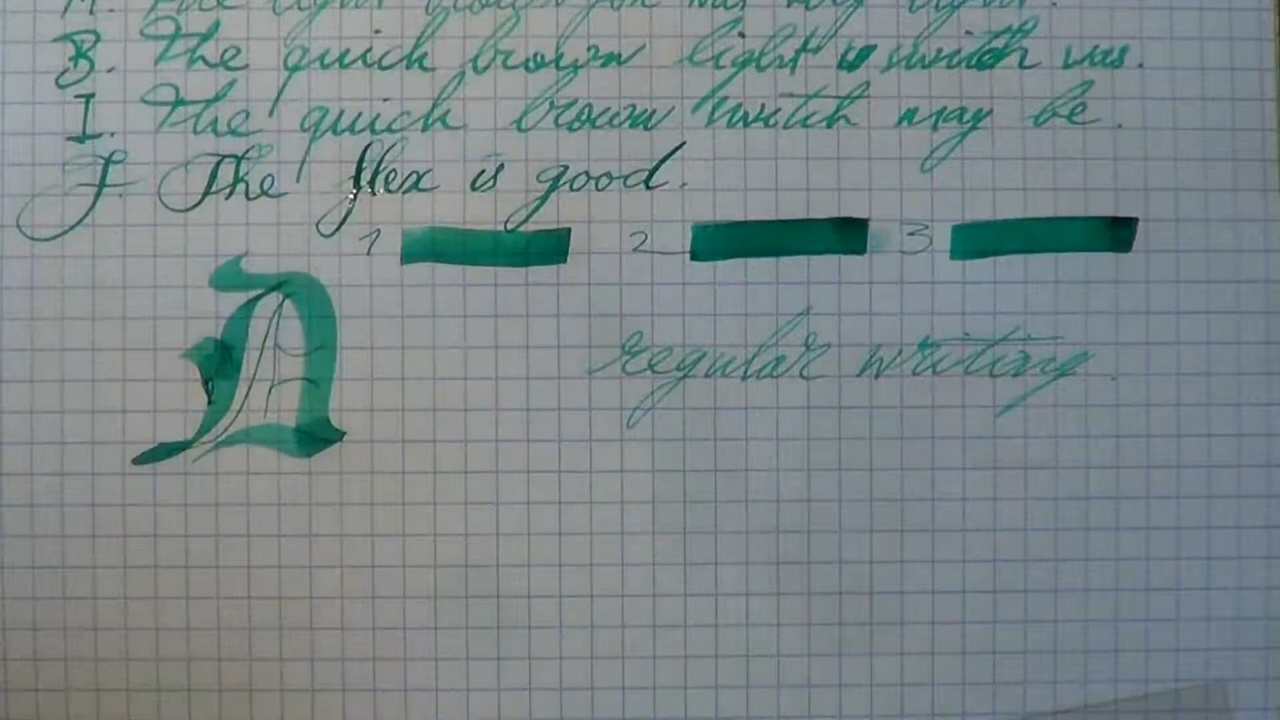 B. The quick brown light is switch was.
I. The quick brown switch may be.
F. The flex is good.
1 2 3
regular writing.